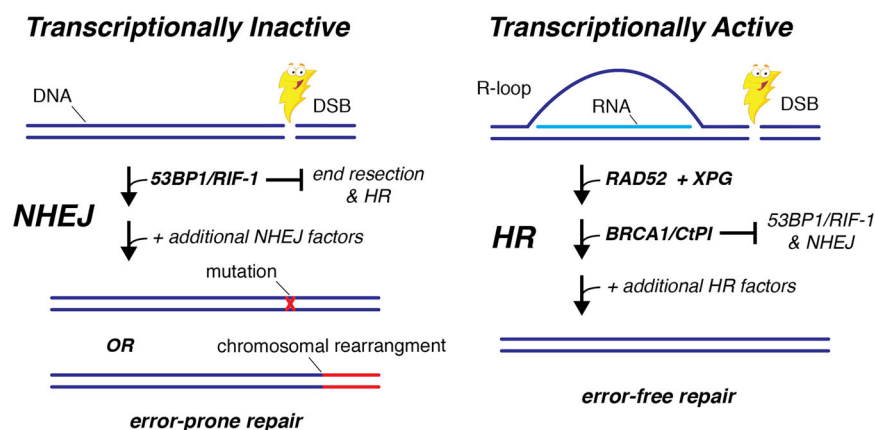 Transcriptionally Inactive
DNA
DSB
53BP1/RIF-1
end resection
& HR
NHEJ
+ additional NHEJ factors
mutation
X
OR
chromosomal rearrangment
error-prone repair
Transcriptionally Active
R-loop
RNA
DSB
RAD52 + XPG
HR
BRCA1/CtPI
53BP1/RIF-1
& NHEJ
+ additional HR factors
error-free repair